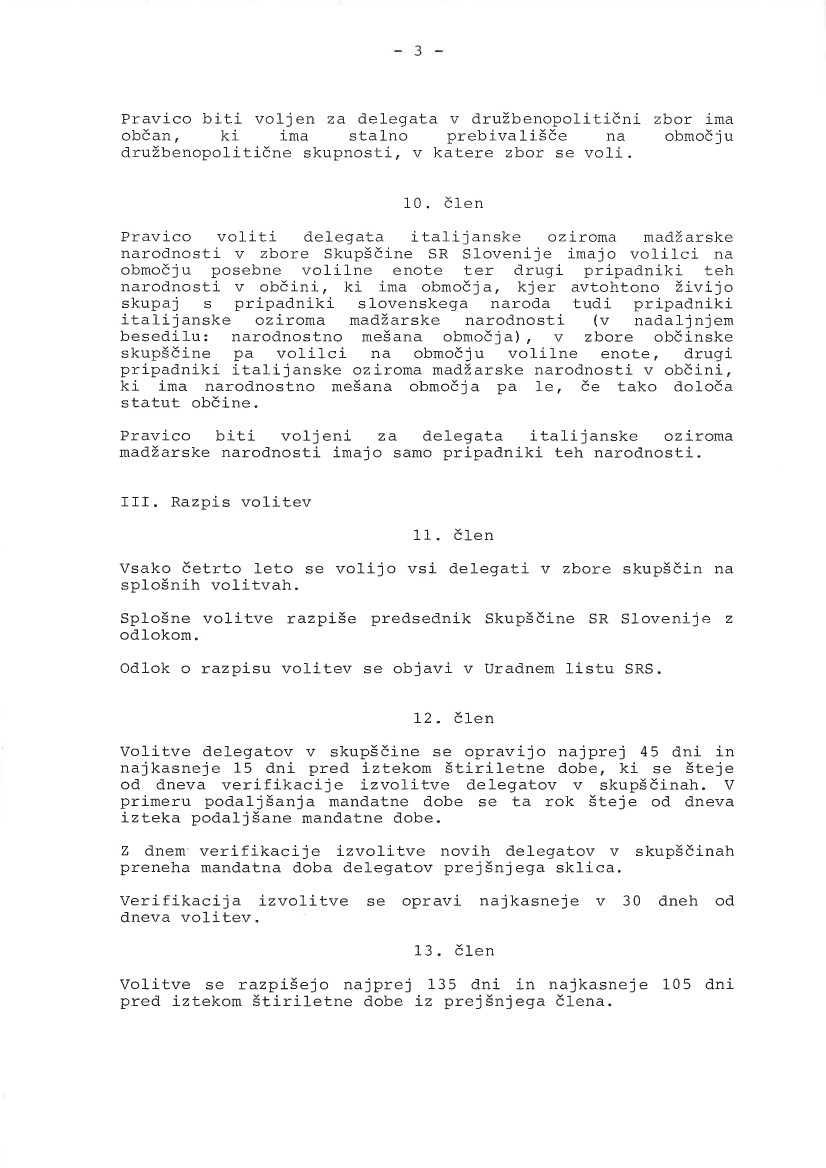 - 3 -
Pravico biti voljen za delegata v družbenopolitični zbor ima
občan, ki ima stalno prebivališče na območju
družbenopolitične skupnosti, v katere zbor se voli.
10. člen
Pravico voliti delegata italijanske oziroma madžarske
narodnosti v zbore Skupščine SR Slovenije imajo volilci na
območju posebne volilne enote ter drugi pripadniki teh
narodnosti v občini, ki ima območja, kjer avtohtono živijo
skupaj s pripadniki slovenskega naroda tudi pripadniki
italijanske oziroma madžarske narodnosti (v nadaljnjem
besedilu: narodnostno mešana območja), v zbore občinske
skupščine pa volilci na območju volilne enote, drugi
pripadniki italijanske oziroma madžarske narodnosti v občini,
ki ima narodnostno mešana območja pa le, če tako določa
statut občine.
Pravico biti voljeni za delegata italijanske oziroma
madžarske narodnosti imajo samo pripadniki teh narodnosti.
III. Razpis volitev
11. člen
Vsako četrto leto se volijo vsi delegati v zbore skupščin na
splošnih volitvah.
Splošne volitve razpiše predsednik Skupščine SR Slovenije z
odlokom.
Odlok o razpisu volitev se objavi v Uradnem listu SRS.
12. člen
Volitve delegatov v skupščine se opravijo najprej 45 dni in
najkasneje 15 dni pred iztekom štiriletne dobe, ki se šteje
od dneva verifikacije izvolitve delegatov v skupščinah. V
primeru podaljšanja mandatne dobe se ta rok šteje od dneva
izteka podaljšane mandatne dobe.
Z dnem verifikacije izvolitve novih delegatov v skupščinah
preneha mandatna doba delegatov prejšnjega sklica.
Verifikacija izvolitve se opravi najkasneje v 30 dneh od
dneva volitev.
13. člen
Volitve se razpišejo najprej 135 dni in najkasneje 105 dni
pred iztekom štiriletne dobe iz prejšnjega člena.